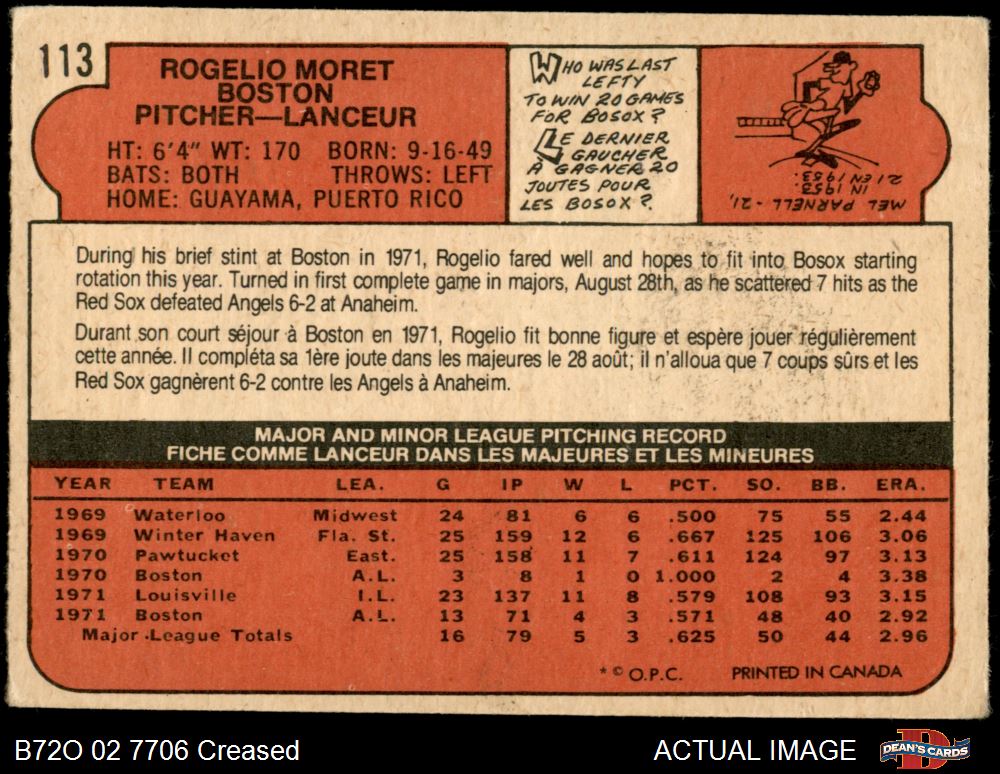 113
ROGELIO MORET
BOSTON
PITCHER—LANCEUR
HT: 6'4" WT: 170 BORN: 9-16-49
BATS: BOTH THROWS: LEFT
HOME: GUAYAMA, PUERTO RICO
WHO WAS LAST
LEFTY
TO WIN 20 GAMES
FOR BOSOX?
LE DERNIER
GAUCHER
À GAGNER 20
JOUTES POUR
LES BOSOX?
MEL PARNELL - 21,
IN 1953.
21 EN 1953.
During his brief stint at Boston in 1971, Rogelio fared well and hopes to fit into Bosox starting
rotation this year. Turned in first complete game in majors, August 28th, as he scattered 7 hits as the
Red Sox defeated Angels 6-2 at Anaheim.
Durant son court séjour à Boston en 1971, Rogelio fit bonne figure et espère jouer régulièrement
cette année. Il compléta sa 1ère joute dans les majeures le 28 août; il n'alloua que 7 coups sûrs et les
Red Sox gagnèrent 6-2 contre les Angels à Anaheim.
MAJOR AND MINOR LEAGUE PITCHING RECORD
FICHE COMME LANCEUR DANS LES MAJEURES ET LES MINEURES
YEAR TEAM LEA. G IP W L PCT. SO. BB. ERA.
1969 Waterloo Midwest 24 81 6 6 .500 75 55 2.44
1969 Winter Haven Fla. St. 25 159 12 6 .667 125 106 3.06
1970 Pawtucket East. 25 158 11 7 .611 124 97 3.13
1970 Boston A.L. 3 8 1 0 1.000 2 4 3.38
1971 Louisville I.L. 23 137 11 8 .579 108 93 3.15
1971 Boston A.L. 13 71 4 3 .571 48 40 2.92
Major League Totals 16 79 5 3 .625 50 44 2.96
* © O.P.C. PRINTED IN CANADA
B72O 02 7706 Creased ACTUAL IMAGE DEAN'S CARDS